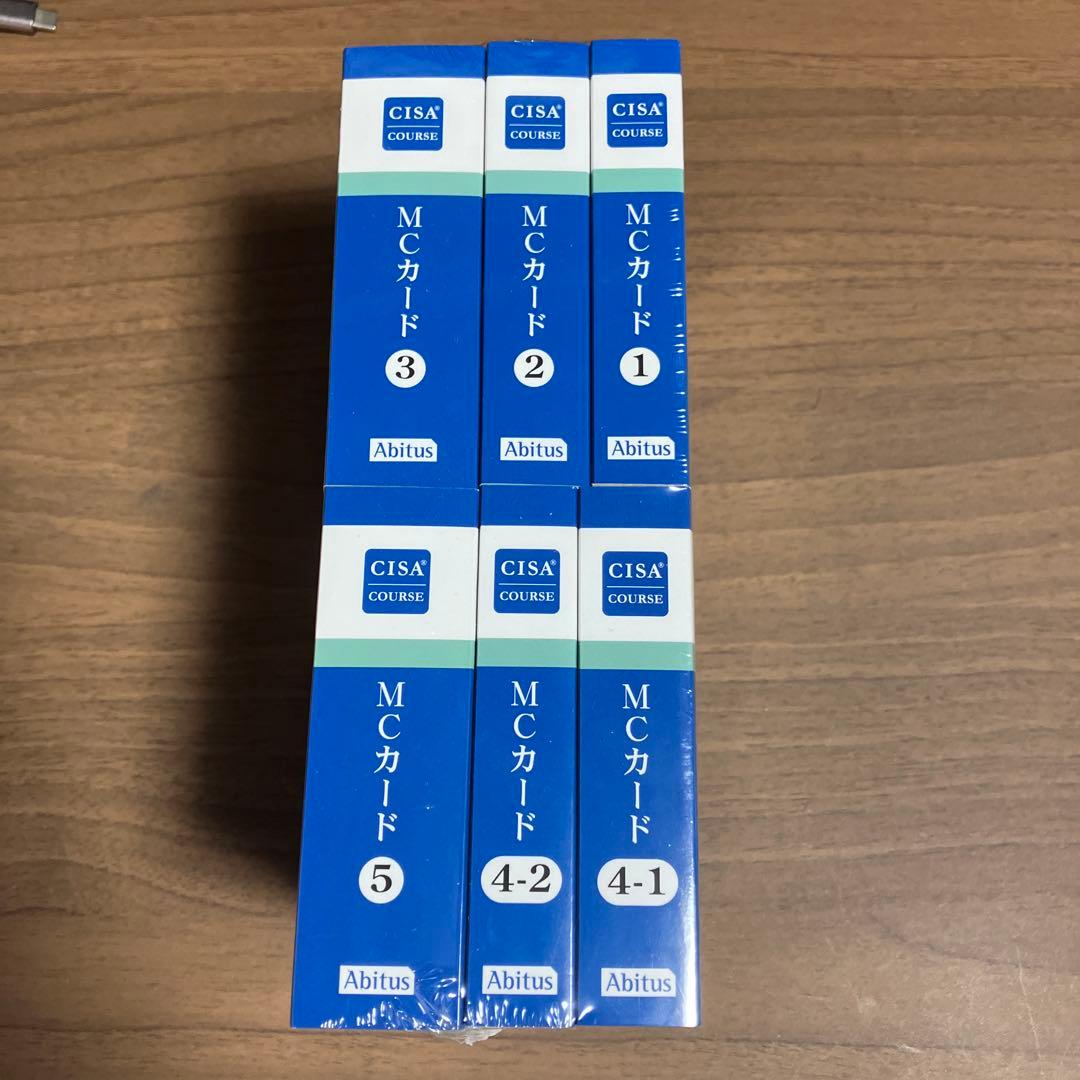 CISA®
COURSE
MCカード
3
Abitus
CISA®
COURSE
MCカード
2
Abitus
CISA®
COURSE
MCカード
1
Abitus
CISA®
COURSE
MCカード
5
Abitus
CISA®
COURSE
MCカード
4-2
Abitus
CISA®
COURSE
MCカード
4-1
Abitus